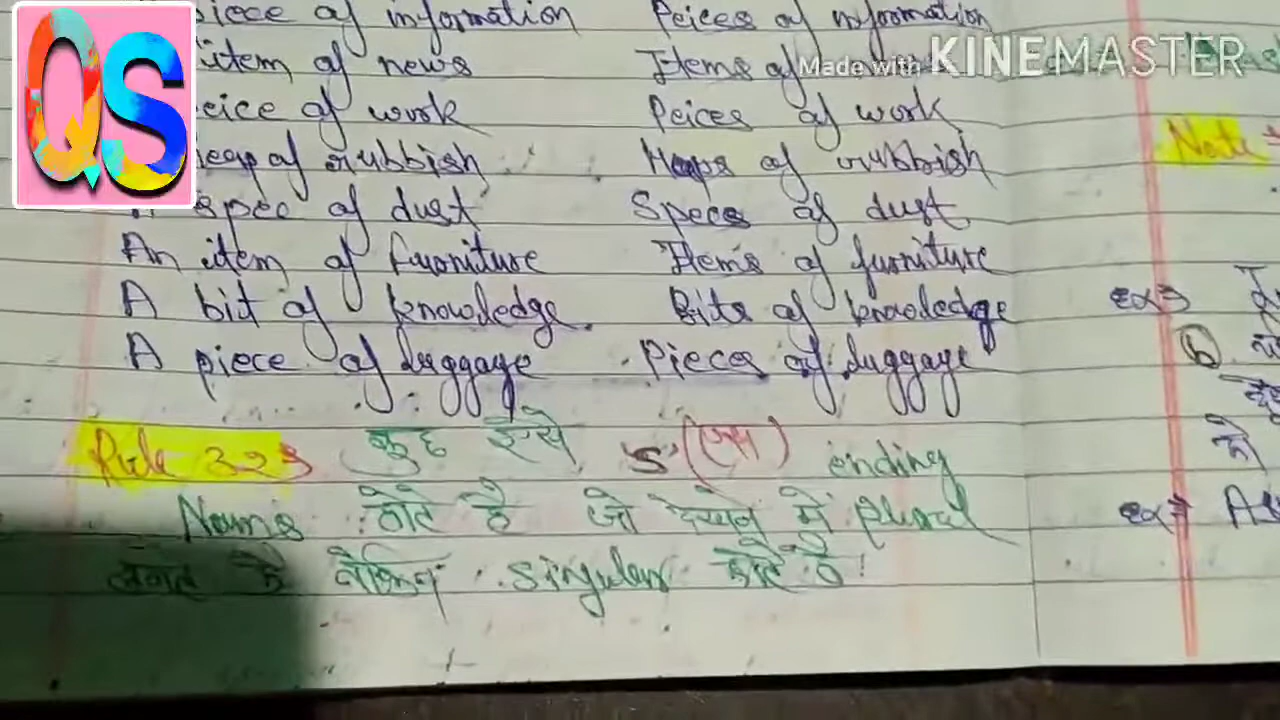 QS
Made with KINEMASTER
piece of information Peices of information
item of news Items of
peice of work Peices of work
heap of rubbish Heaps of rubbish
A spec of dust Specs of dust
An item of furniture Items of furniture
A bit of knowledge. Bits of knowledge
A piece of luggage Pieces of luggage
Rule 32 कुछ ऐसे 's' (एस) ending
Nouns होते है जो देखने में plural
लगते है लेकिन singular होते है।
Note
ex→
(b)
को
ex→